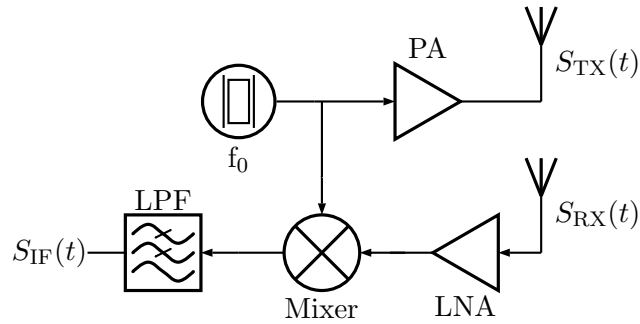 PA
S_TX(t)
f_0
LPF
S_RX(t)
S_IF(t)
Mixer
LNA